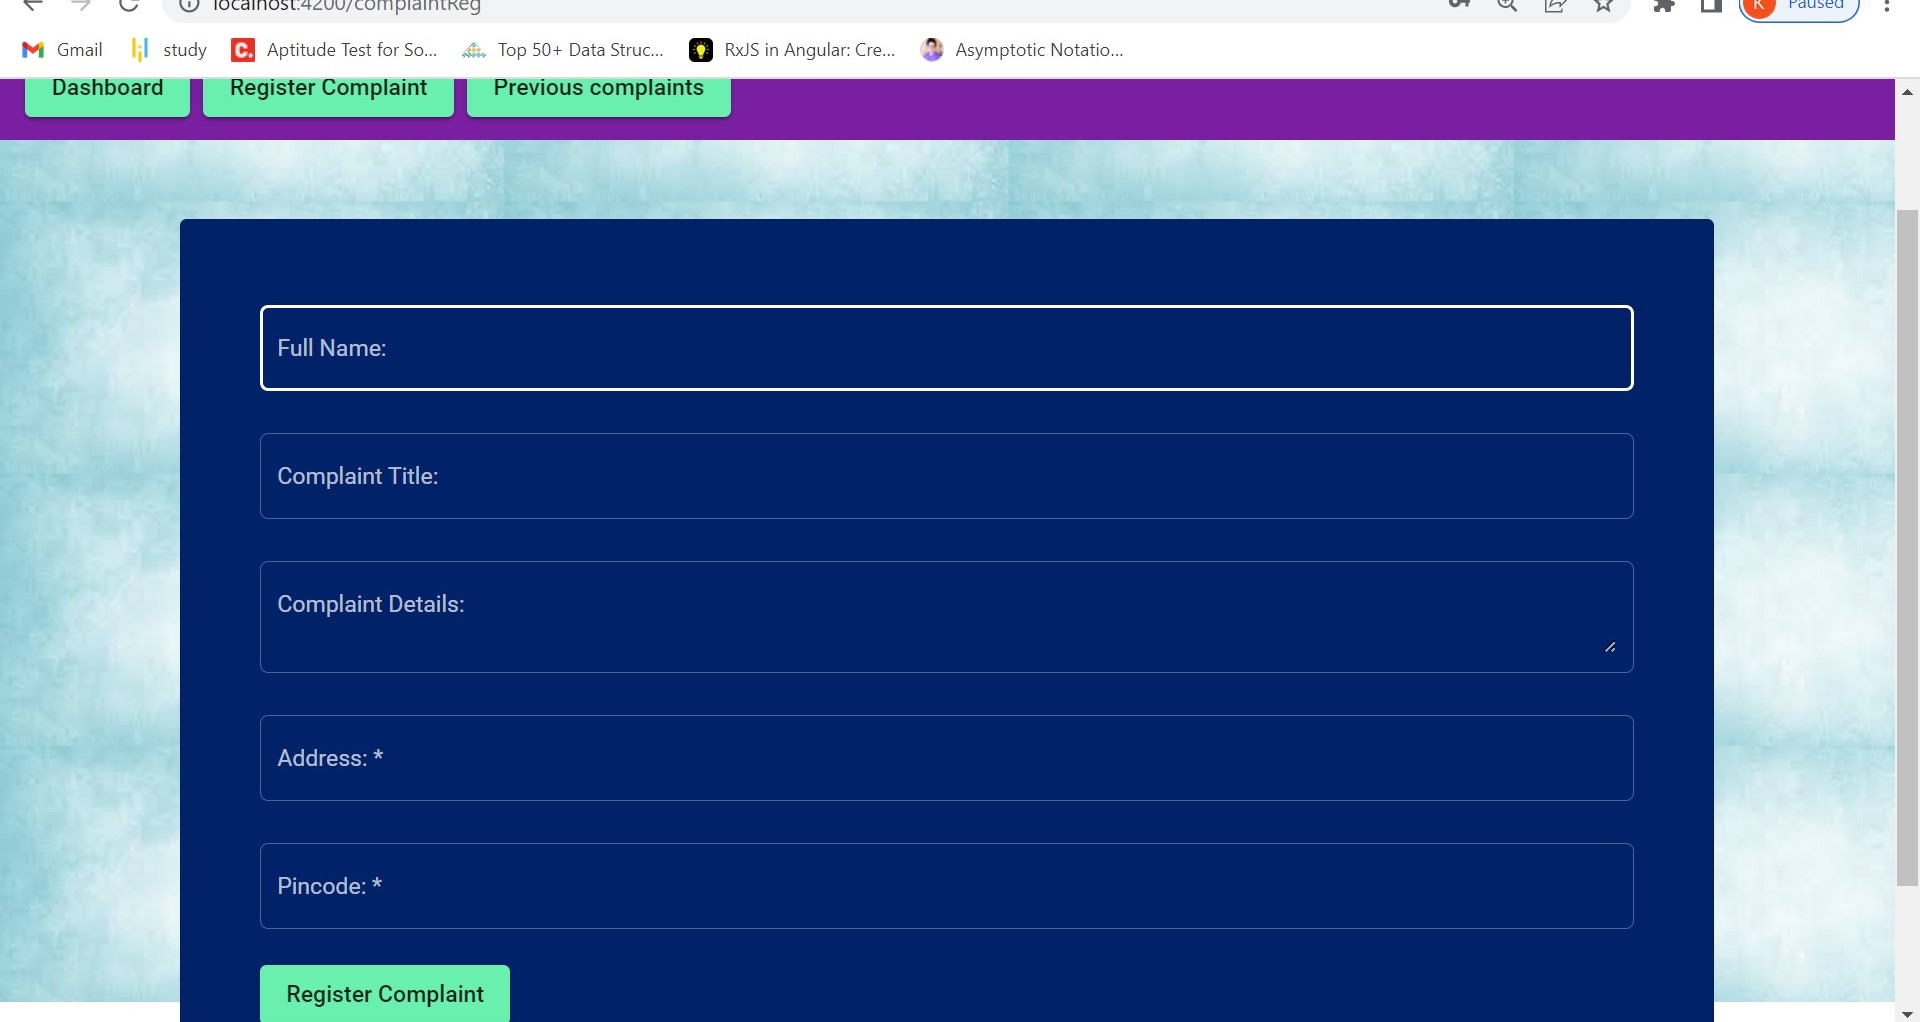 localhost:4200/complaintReg
K Paused
Gmail study Aptitude Test for So... Top 50+ Data Struc... RxJS in Angular: Cre... Asymptotic Notatio...
Dashboard Register Complaint Previous complaints
Full Name:
Complaint Title:
Complaint Details:
Address: *
Pincode: *
Register Complaint